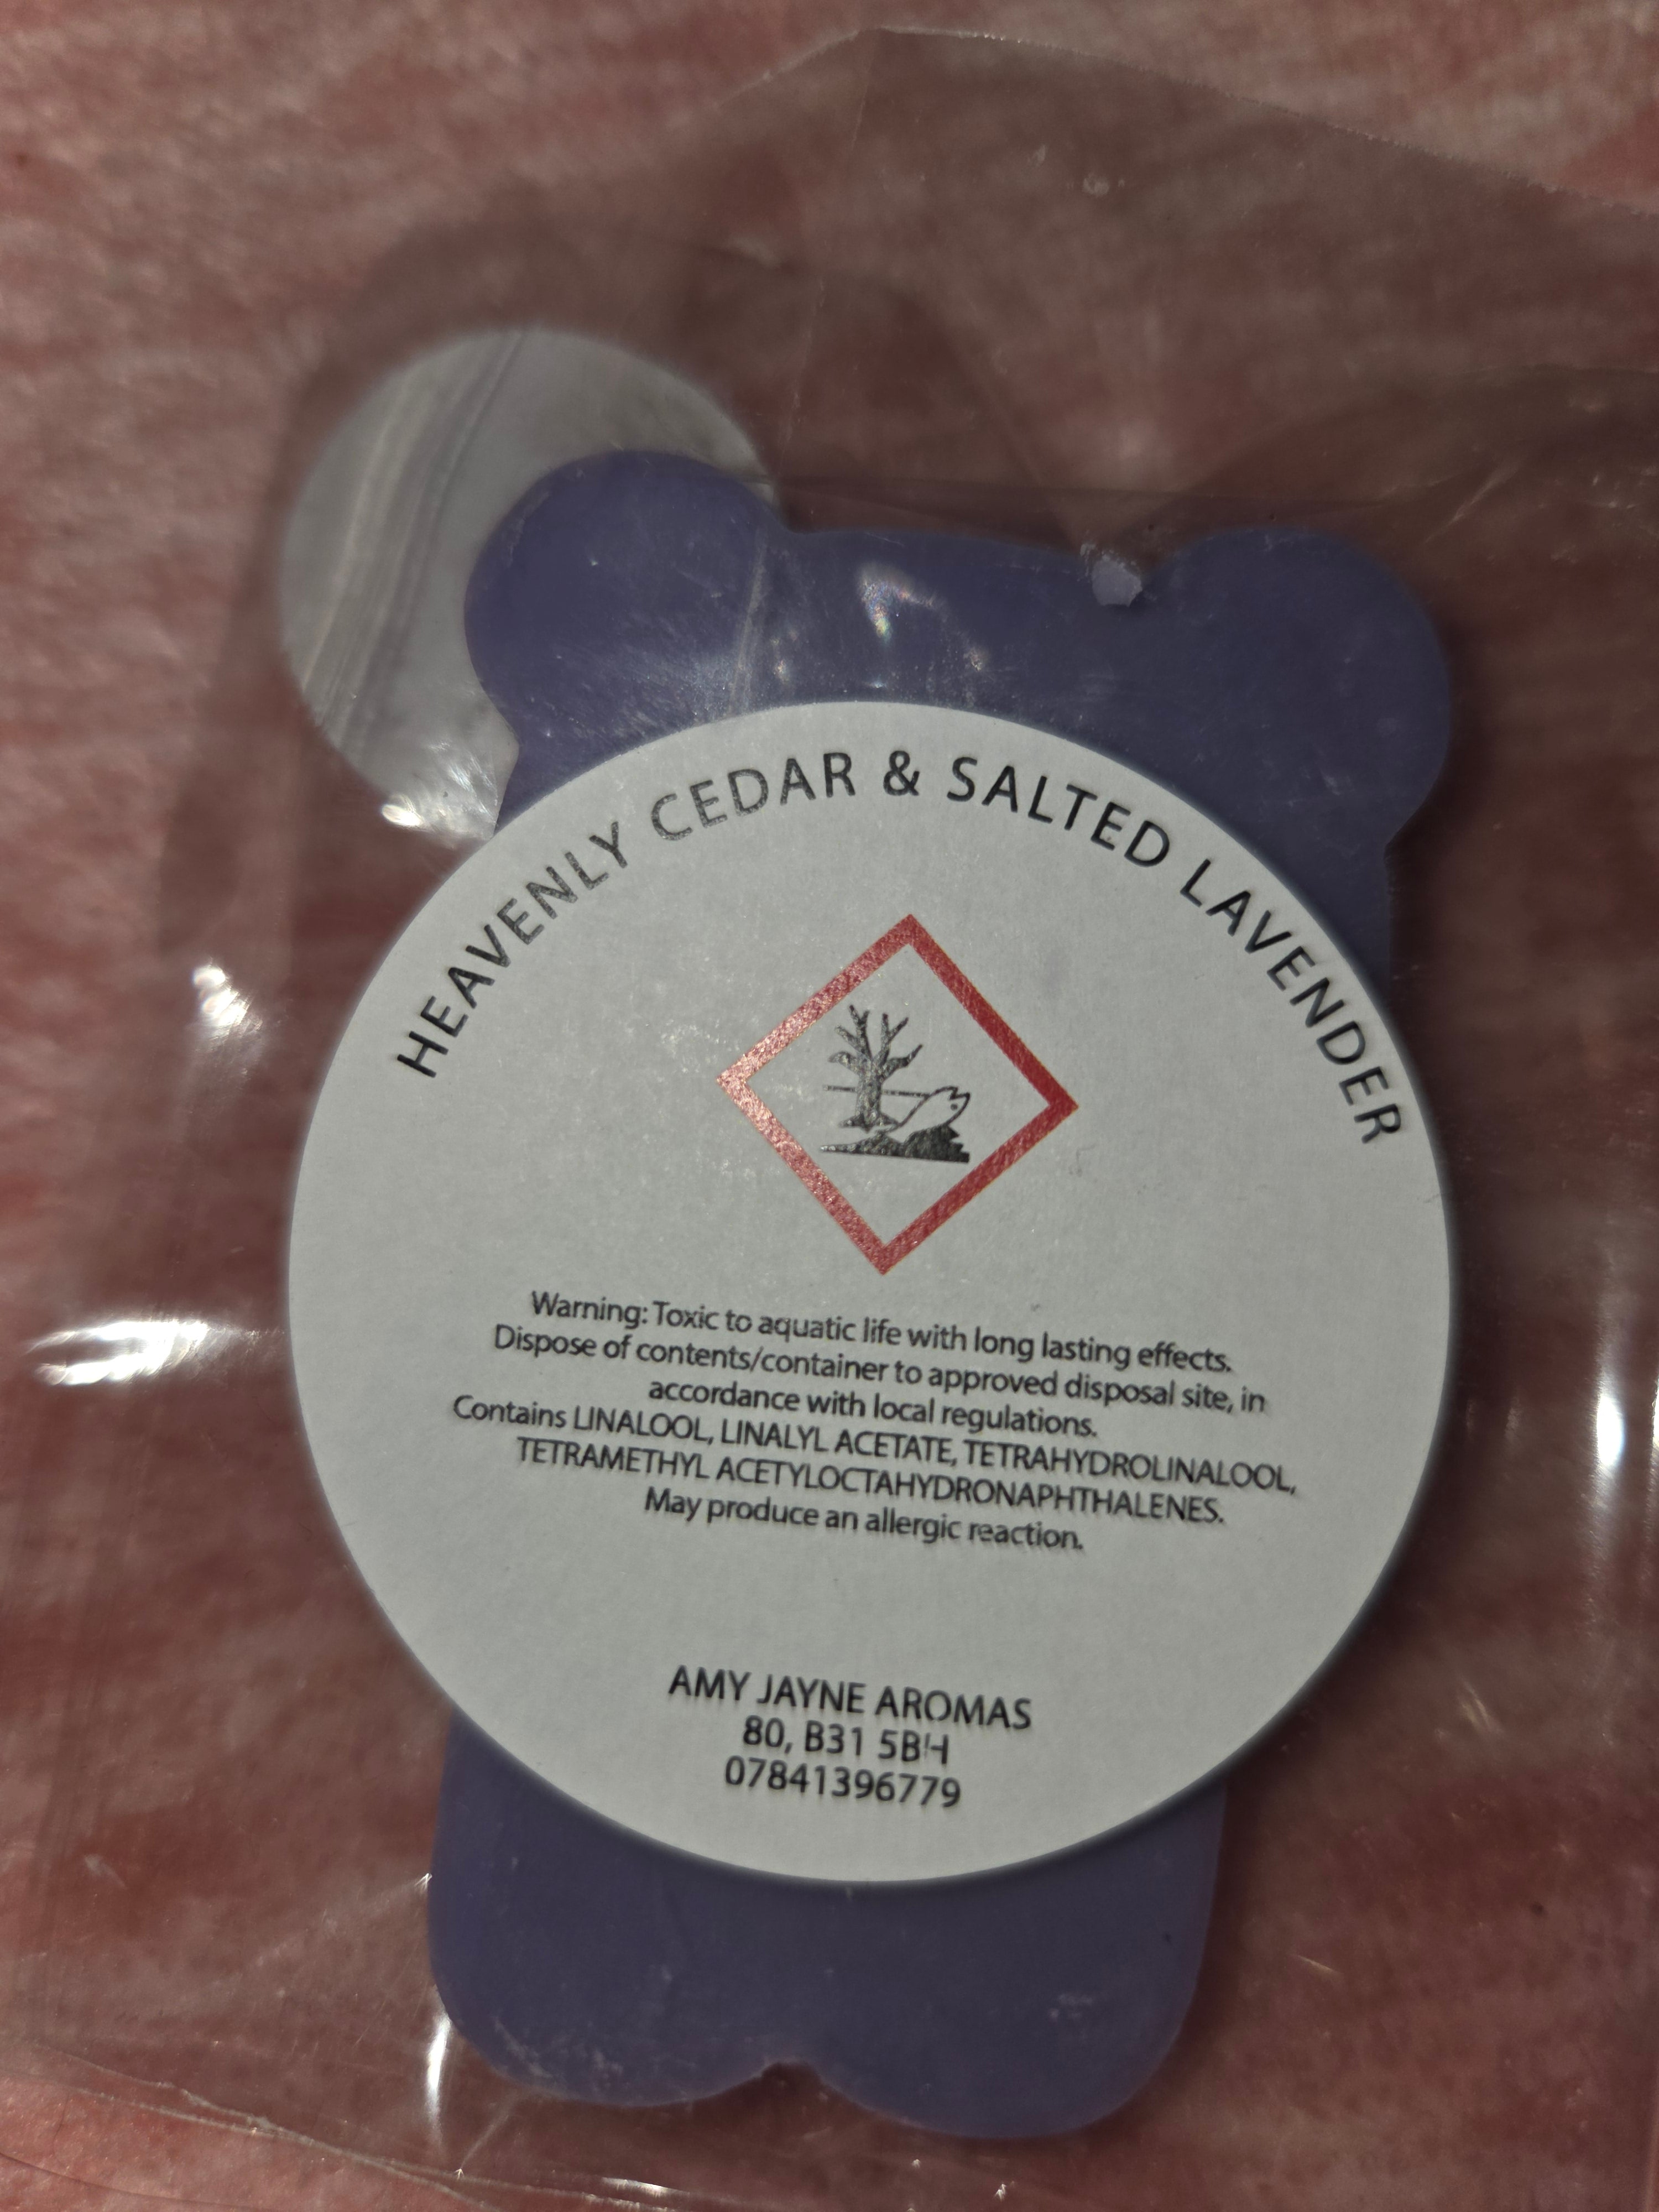 HEAVENLY CEDAR & SALTED LAVENDER
Warning: Toxic to aquatic life with long lasting effects.
Dispose of contents/container to approved disposal site, in
accordance with local regulations.
Contains LINALOOL, LINALYL ACETATE, TETRAHYDROLINALOOL,
TETRAMETHYL ACETYLOCTAHYDRONAPHTHALENES.
May produce an allergic reaction.
AMY JAYNE AROMAS
80, B31 5BH
07841396779